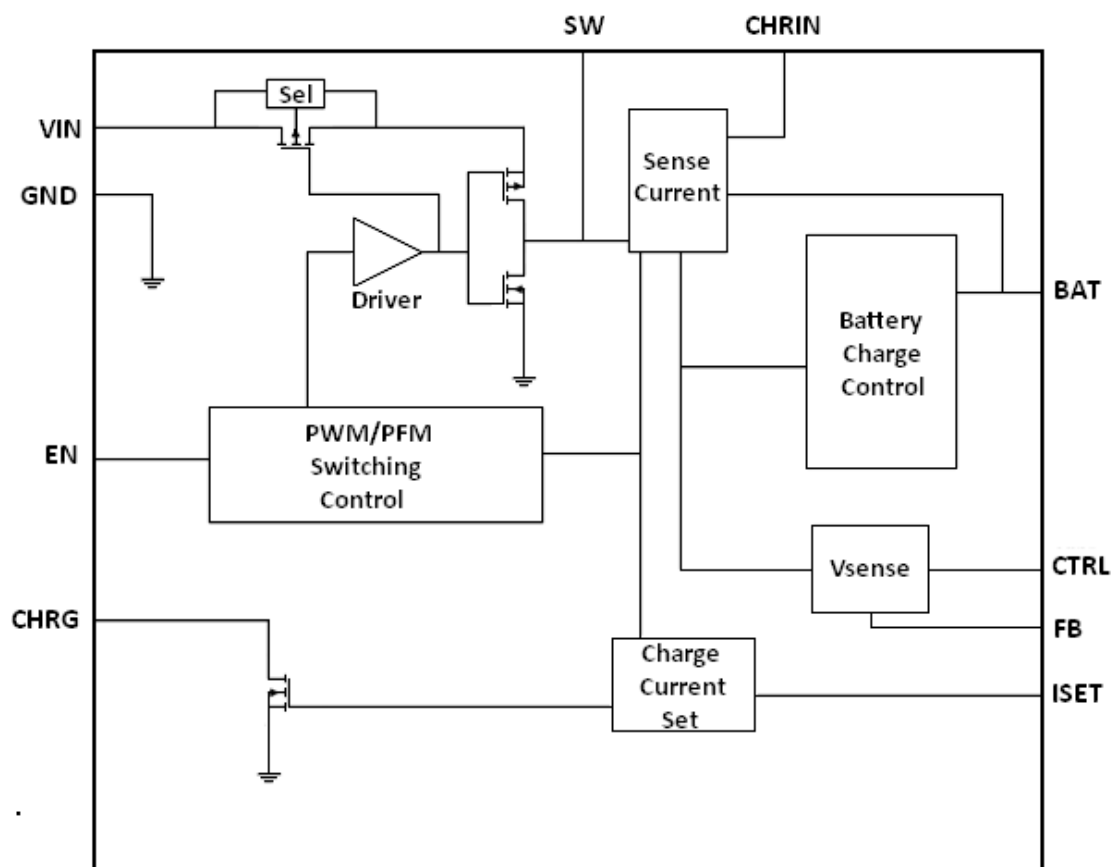 SW
CHRIN
Sel
VIN
Sense
Current
GND
Driver
BAT
Battery
Charge
Control
PWM/PFM
Switching
Control
EN
Vsense
CTRL
CHRG
FB
Charge
Current
Set
ISET